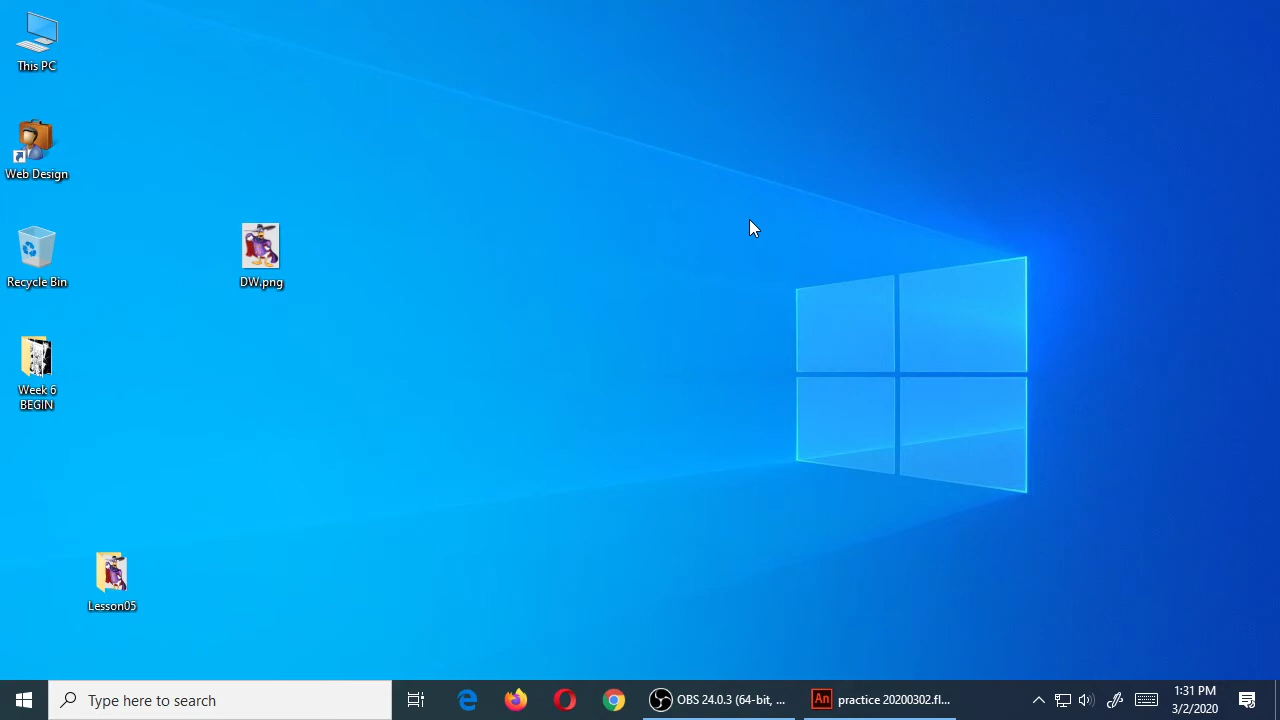 This PC
Web Design
Recycle Bin
DW.png
Week 6
BEGIN
Lesson05
Type here to search
OBS 24.0.3 (64-bit, ...
An
practice 20200302.fl...
1:31 PM
3/2/2020